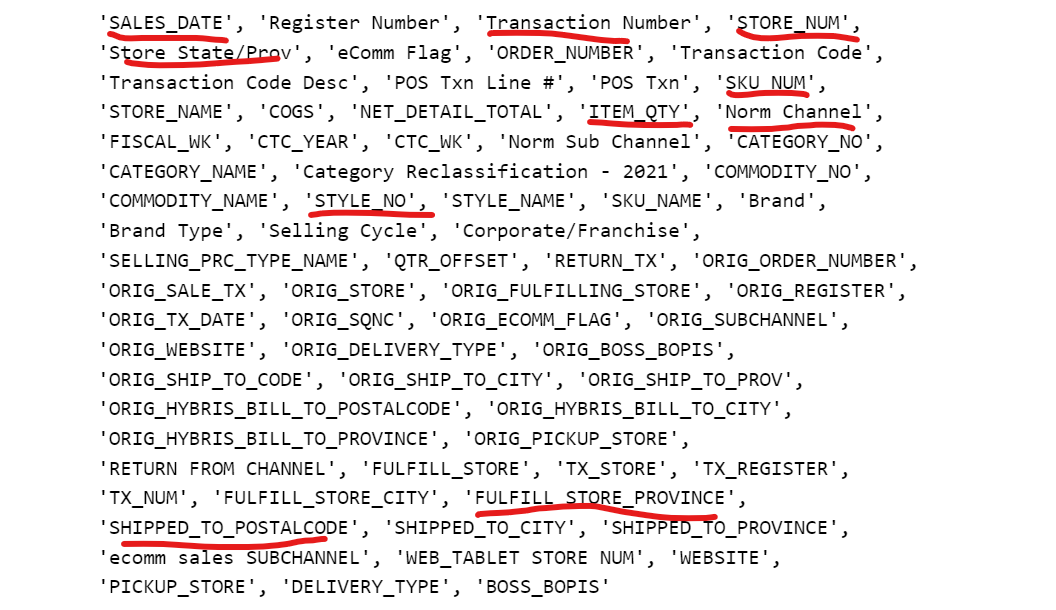 'SALES_DATE', 'Register Number', 'Transaction Number', 'STORE_NUM',
'Store State/Prov', 'eComm Flag', 'ORDER_NUMBER', 'Transaction Code',
'Transaction Code Desc', 'POS Txn Line #', 'POS Txn', 'SKU_NUM',
'STORE_NAME', 'COGS', 'NET_DETAIL_TOTAL', 'ITEM_QTY', 'Norm Channel',
'FISCAL_WK', 'CTC_YEAR', 'CTC_WK', 'Norm Sub Channel', 'CATEGORY_NO',
'CATEGORY_NAME', 'Category Reclassification - 2021', 'COMMODITY_NO',
'COMMODITY_NAME', 'STYLE_NO', 'STYLE_NAME', 'SKU_NAME', 'Brand',
'Brand Type', 'Selling Cycle', 'Corporate/Franchise',
'SELLING_PRC_TYPE_NAME', 'QTR_OFFSET', 'RETURN_TX', 'ORIG_ORDER_NUMBER',
'ORIG_SALE_TX', 'ORIG_STORE', 'ORIG_FULFILLING_STORE', 'ORIG_REGISTER',
'ORIG_TX_DATE', 'ORIG_SQNC', 'ORIG_ECOMM_FLAG', 'ORIG_SUBCHANNEL',
'ORIG_WEBSITE', 'ORIG_DELIVERY_TYPE', 'ORIG_BOSS_BOPIS',
'ORIG_SHIP_TO_CODE', 'ORIG_SHIP_TO_CITY', 'ORIG_SHIP_TO_PROV',
'ORIG_HYBRIS_BILL_TO_POSTALCODE', 'ORIG_HYBRIS_BILL_TO_CITY',
'ORIG_HYBRIS_BILL_TO_PROVINCE', 'ORIG_PICKUP_STORE',
'RETURN FROM CHANNEL', 'FULFILL_STORE', 'TX_STORE', 'TX_REGISTER',
'TX_NUM', 'FULFILL_STORE_CITY', 'FULFILL_STORE_PROVINCE',
'SHIPPED_TO_POSTALCODE', 'SHIPPED_TO_CITY', 'SHIPPED_TO_PROVINCE',
'ecomm sales SUBCHANNEL', 'WEB_TABLET STORE NUM', 'WEBSITE',
'PICKUP_STORE', 'DELIVERY_TYPE', 'BOSS_BOPIS'